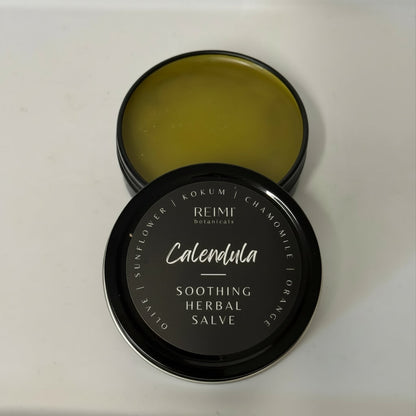 OLIVE | SUNFLOWER | KOKUM | CHAMOMILE | ORANGE
REIMI
botanicals
Calendula
SOOTHING
HERBAL
SALVE